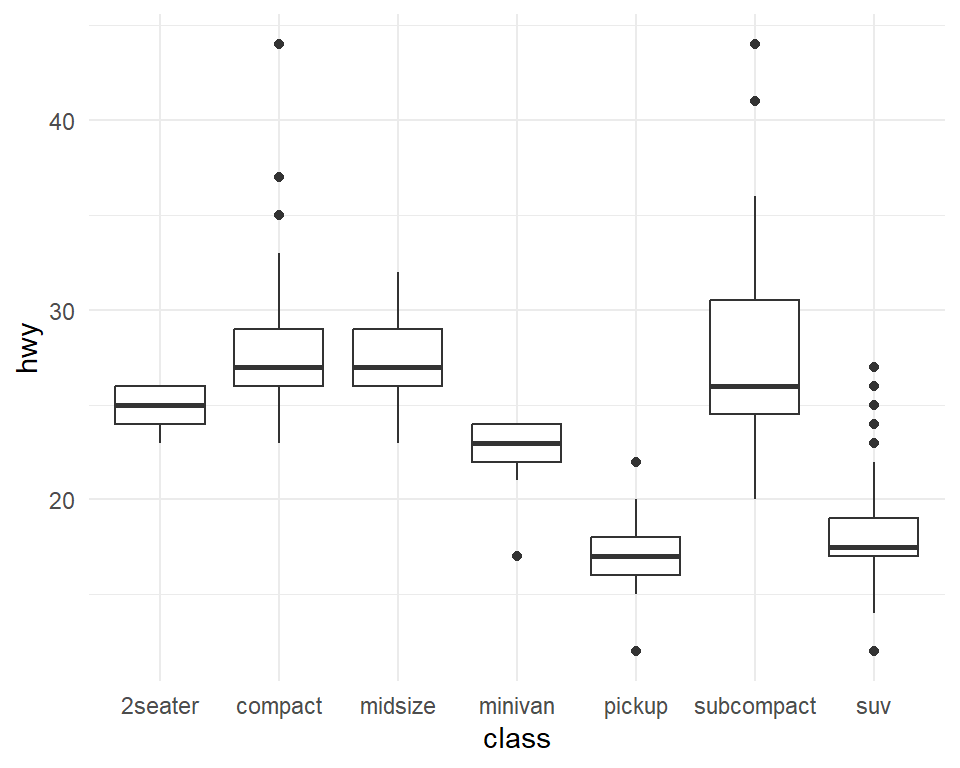 40
30
20
hwy
2seater compact midsize minivan pickup subcompact suv
class